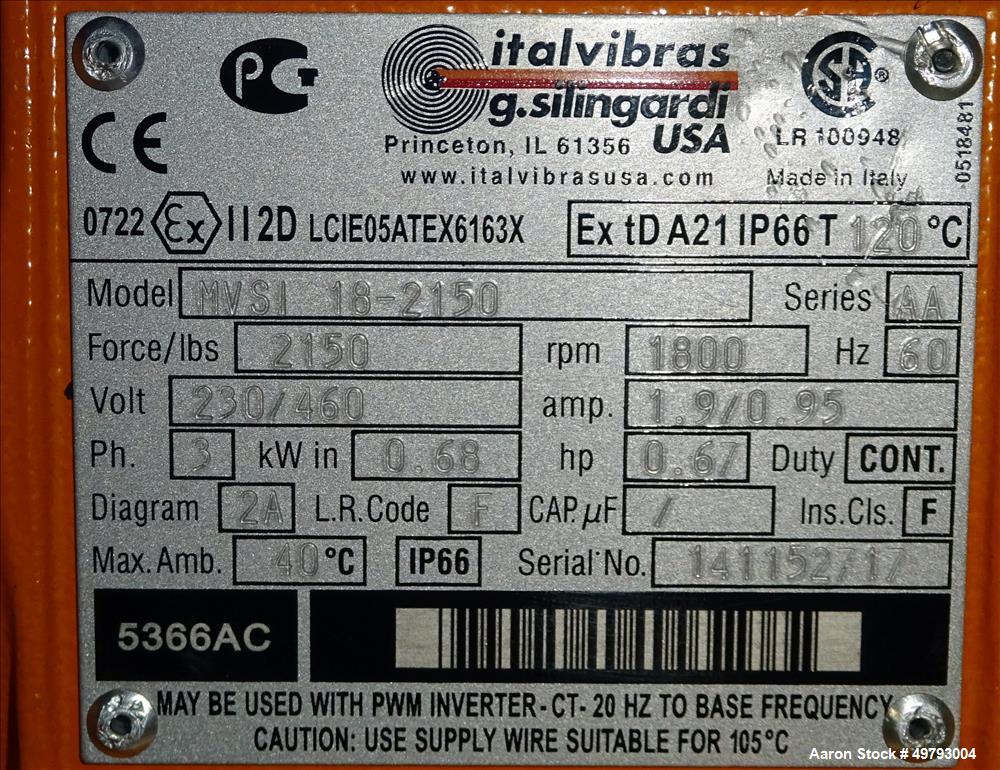 PG italvibras
g.silingardi
CE Princeton, IL 61356 USA
www.italvibrasusa.com
SA ®
LR 100948
Made in Italy
0518481
0722 Ex II 2D LCIE05ATEX6163X Ex tD A21 IP66 T 120 °C
Model MVSI 18-2150 Series AA
Force/lbs 2150 rpm 1800 Hz 60
Volt 230/460 amp. 1.9/0.95
Ph. 3 kW in 0.68 hp 0.67 Duty CONT.
Diagram 2A L.R.Code F CAP. µF / Ins.Cls. F
Max.Amb. 40°C IP66 Serial No. 141152/17
5366AC
MAY BE USED WITH PWM INVERTER - CT - 20 HZ TO BASE FREQUENCY
CAUTION: USE SUPPLY WIRE SUITABLE FOR 105°C
Aaron Stock # 49793004